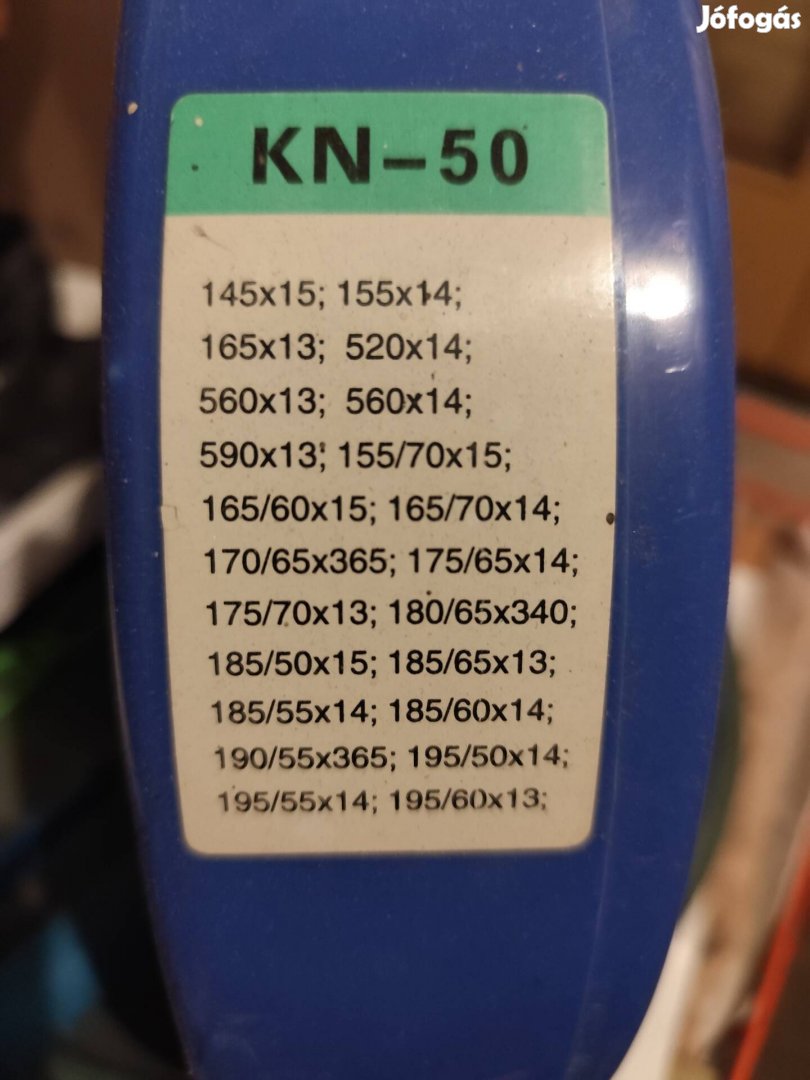 Jófogás
KN-50
145x15; 155x14;
165x13; 520x14;
560x13; 560x14;
590x13; 155/70x15;
165/60x15; 165/70x14;
170/65x365; 175/65x14;
175/70x13; 180/65x340;
185/50x15; 185/65x13;
185/55x14; 185/60x14;
190/55x365; 195/50x14;
195/55x14; 195/60x13;